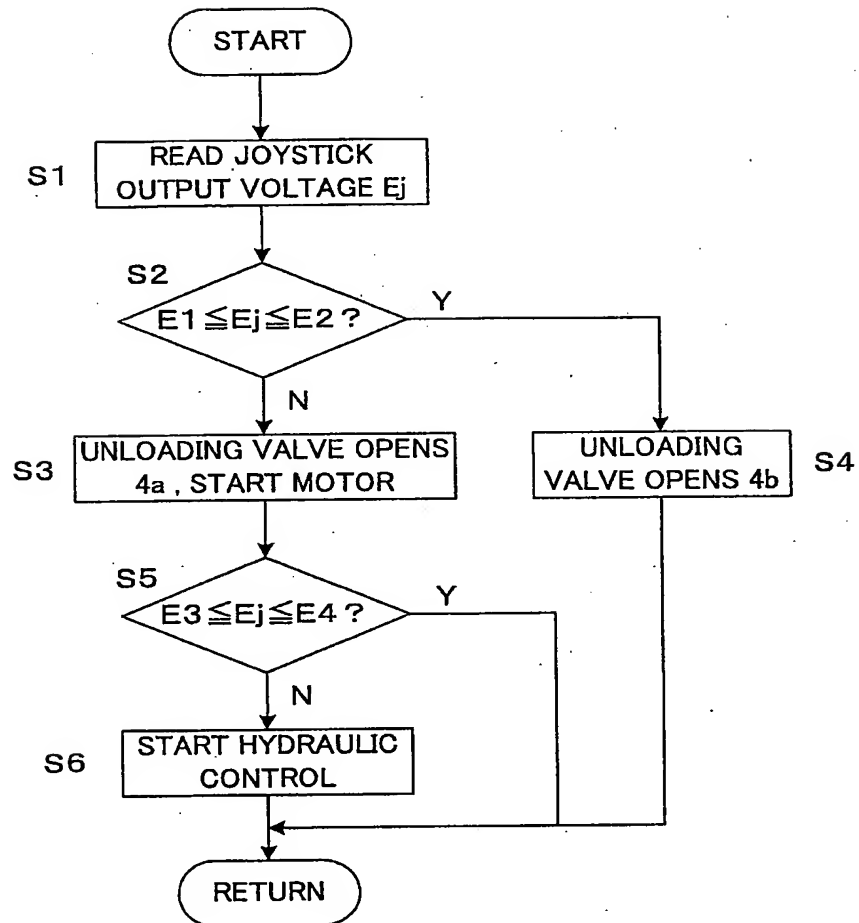 START
S1
READ JOYSTICK
OUTPUT VOLTAGE Ej
S2
E1≦Ej≦E2?
Y
N
S3
UNLOADING VALVE OPENS
4a , START MOTOR
UNLOADING
VALVE OPENS 4b
S4
S5
E3≦Ej≦E4?
Y
N
S6
START HYDRAULIC
CONTROL
RETURN